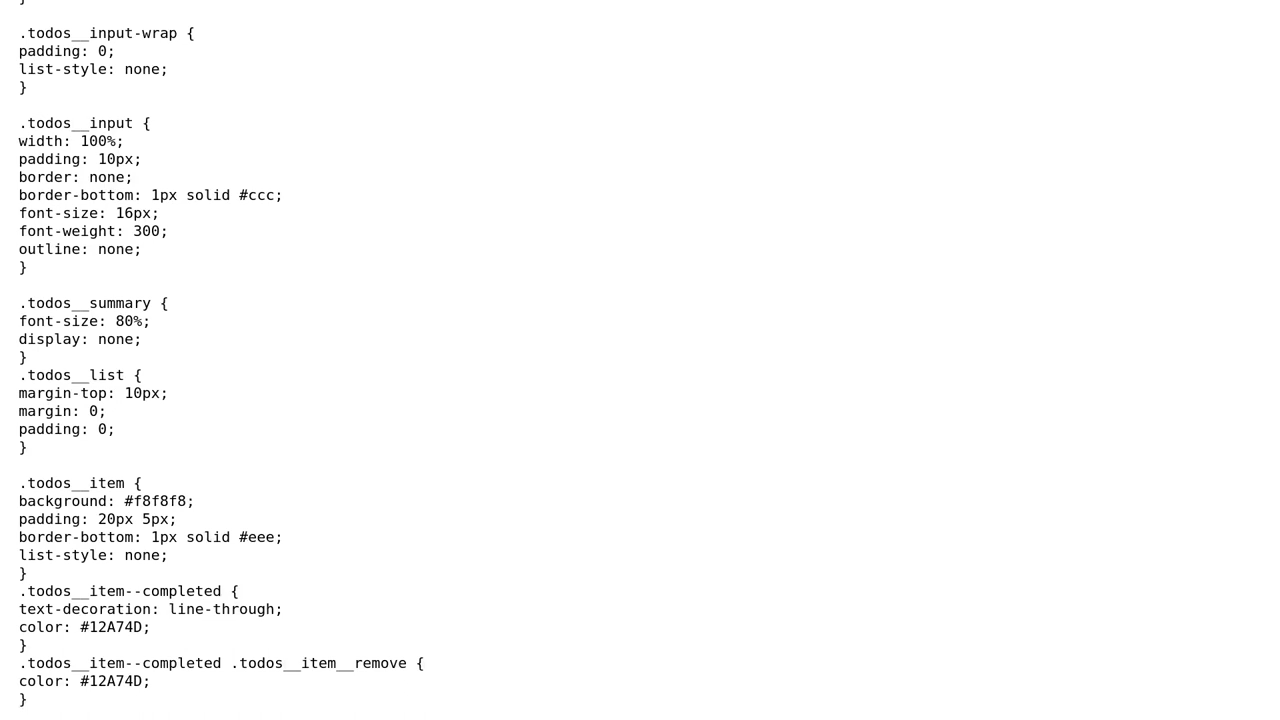 }
.todos__input-wrap {
padding: 0;
list-style: none;
}
.todos__input {
width: 100%;
padding: 10px;
border: none;
border-bottom: 1px solid #ccc;
font-size: 16px;
font-weight: 300;
outline: none;
}
.todos__summary {
font-size: 80%;
display: none;
}
.todos__list {
margin-top: 10px;
margin: 0;
padding: 0;
}
.todos__item {
background: #f8f8f8;
padding: 20px 5px;
border-bottom: 1px solid #eee;
list-style: none;
}
.todos__item--completed {
text-decoration: line-through;
color: #12A74D;
}
.todos__item--completed .todos__item__remove {
color: #12A74D;
}